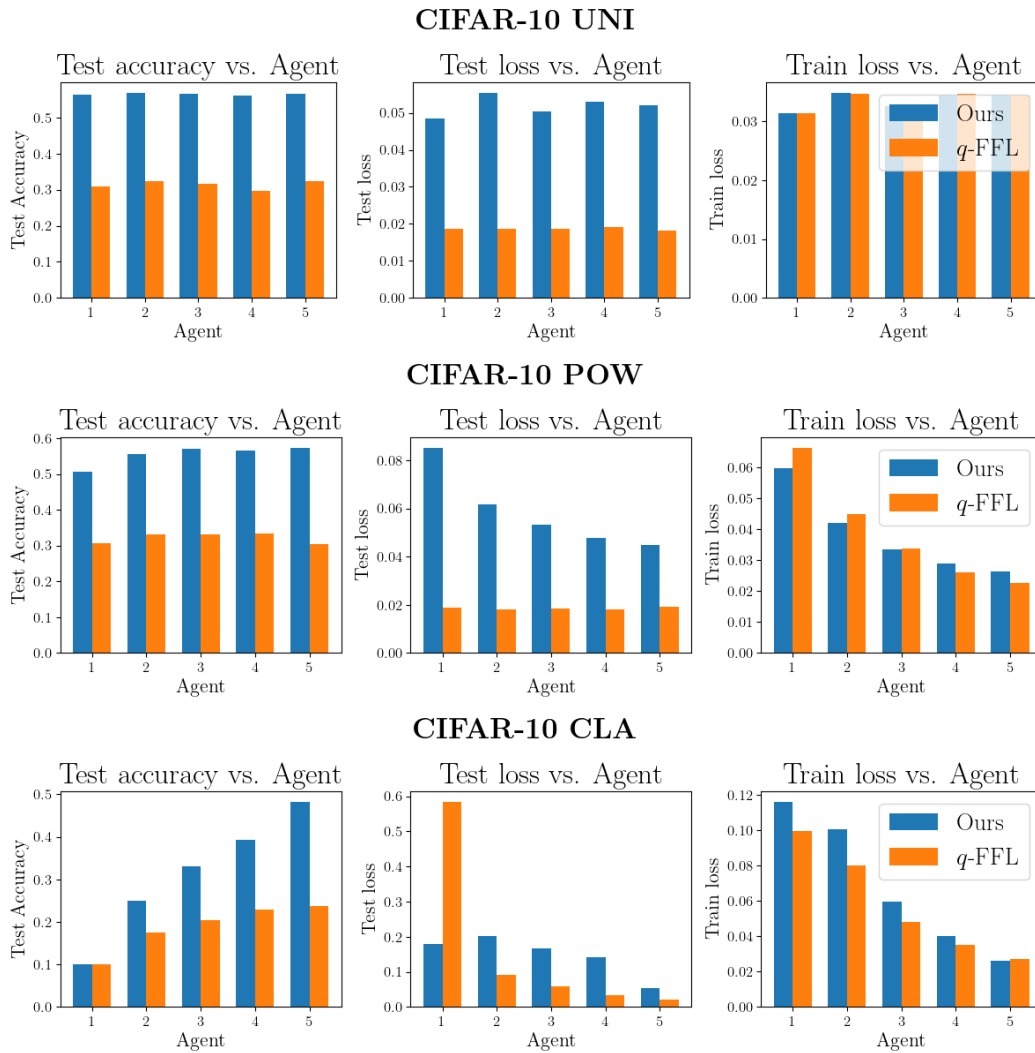 CIFAR-10 UNI
Test accuracy vs. Agent
Test Accuracy
0.5
0.4
0.3
0.2
0.1
0.0
1 2 3 4 5
Agent
Test loss vs. Agent
Test loss
0.05
0.04
0.03
0.02
0.01
0.00
1 2 3 4 5
Agent
Train loss vs. Agent
Train loss
0.03
0.02
0.01
0.00
1 2 3 4 5
Agent
Ours
q-FFL
CIFAR-10 POW
Test accuracy vs. Agent
Test Accuracy
0.6
0.5
0.4
0.3
0.2
0.1
0.0
1 2 3 4 5
Agent
Test loss vs. Agent
Test loss
0.08
0.06
0.04
0.02
0.00
1 2 3 4 5
Agent
Train loss vs. Agent
Train loss
0.06
0.05
0.04
0.03
0.02
0.01
0.00
1 2 3 4 5
Agent
Ours
q-FFL
CIFAR-10 CLA
Test accuracy vs. Agent
Test Accuracy
0.5
0.4
0.3
0.2
0.1
0.0
1 2 3 4 5
Agent
Test loss vs. Agent
Test loss
0.6
0.5
0.4
0.3
0.2
0.1
0.0
1 2 3 4 5
Agent
Train loss vs. Agent
Train loss
0.12
0.10
0.08
0.06
0.04
0.02
0.00
1 2 3 4 5
Agent
Ours
q-FFL